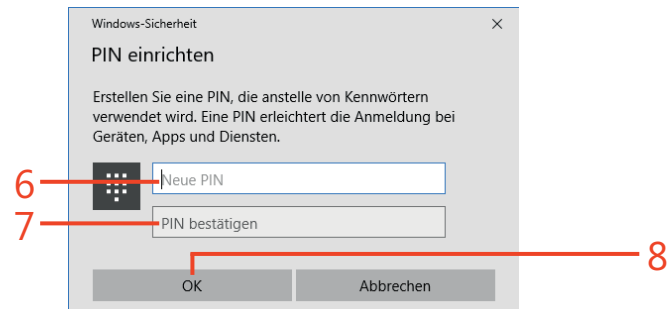 Windows-Sicherheit
PIN einrichten
Erstellen Sie eine PIN, die anstelle von Kennwörtern
verwendet wird. Eine PIN erleichtert die Anmeldung bei
Geräten, Apps und Diensten.
6
Neue PIN
7
PIN bestätigen
8
OK
Abbrechen